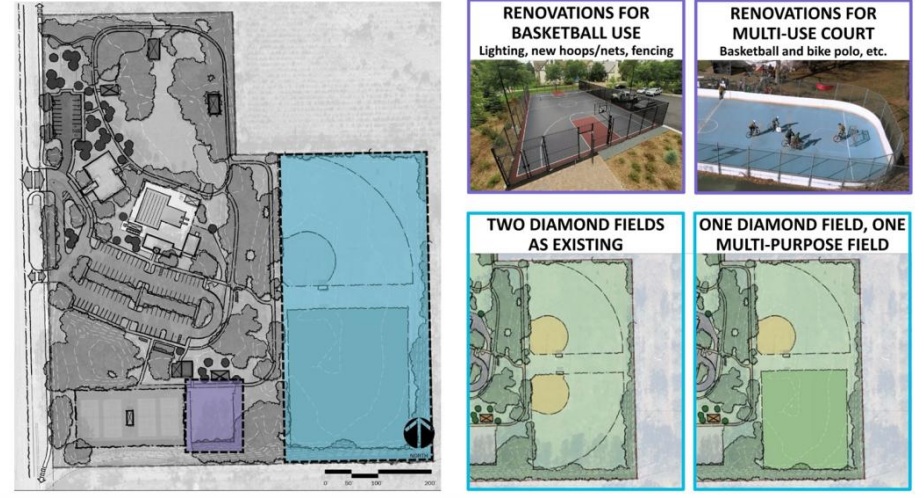 NORTH
0 50 100 200
RENOVATIONS FOR
BASKETBALL USE
Lighting, new hoops/nets, fencing
RENOVATIONS FOR
MULTI-USE COURT
Basketball and bike polo, etc.
TWO DIAMOND FIELDS
AS EXISTING
ONE DIAMOND FIELD, ONE
MULTI-PURPOSE FIELD